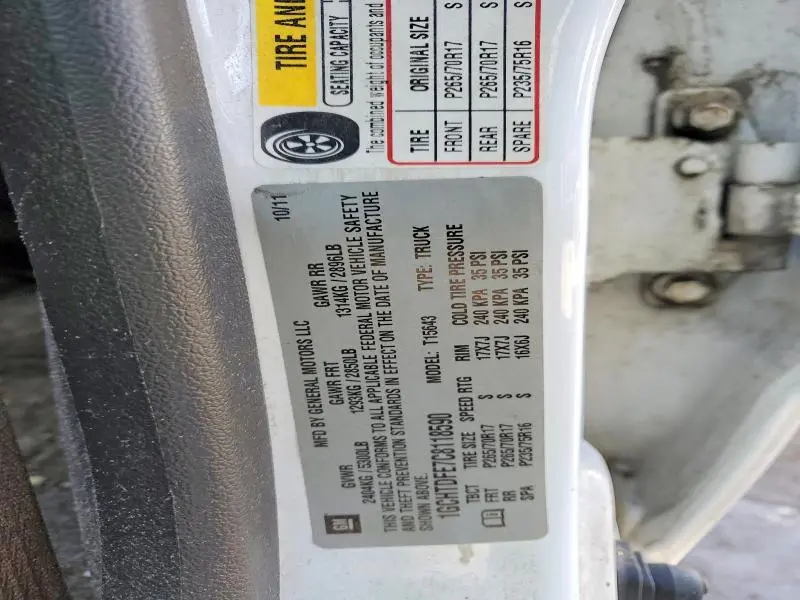 TIRE AND
SEATING CAPACITY
The combined weight of occupants and
TIRE ORIGINAL SIZE
FRONT P265/70R17 S
REAR P265/70R17 S
SPARE P235/75R16 S
GM
MFD BY GENERAL MOTORS LLC 10/11
GVWR GAWR FRT GAWR RR
2404KG / 5300LB 1293KG / 2850LB 1314KG / 2896LB
THIS VEHICLE CONFORMS TO ALL APPLICABLE FEDERAL MOTOR VEHICLE SAFETY
AND THEFT PREVENTION STANDARDS IN EFFECT ON THE DATE OF MANUFACTURE
SHOWN ABOVE.
1GCHTDFE7C8118590 MODEL: T15643 TYPE: TRUCK
TBCT TIRE SIZE SPEED RTG RIM COLD TIRE PRESSURE
FRT P265/70R17 S 17X7J 240 KPA 35 PSI
RR P265/70R17 S 17X7J 240 KPA 35 PSI
SPA P235/75R16 S 16X6J 240 KPA 35 PSI